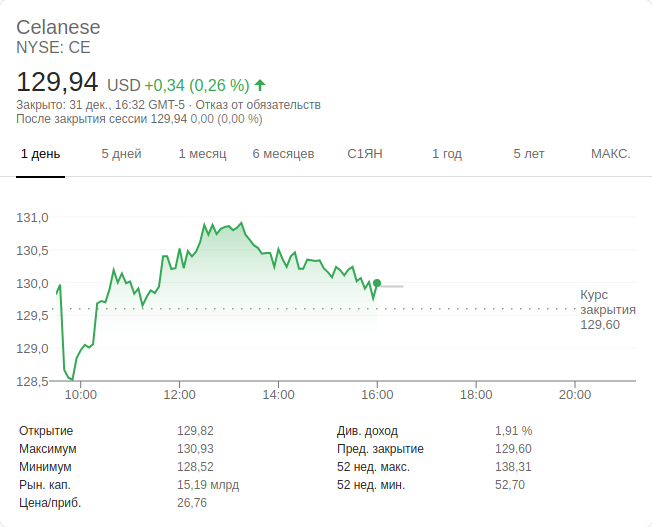 Celanese
NYSE: CE
129,94 USD +0,34 (0,26 %)
Закрыто: 31 дек., 16:32 GMT-5 · Отказ от обязательств
После закрытия сессии 129,94 0,00 (0,00 %)
1 день 5 дней 1 месяц 6 месяцев С1ЯН 1 год 5 лет МАКС.
131,0
130,5
130,0
129,5
129,0
128,5
Курс
закрытия
129,60
10:00 12:00 14:00 16:00 18:00 20:00
Открытие 129,82 Див. доход 1,91 %
Максимум 130,93 Пред. закрытие 129,60
Минимум 128,52 52 нед. макс. 138,31
Рын. кап. 15,19 млрд 52 нед. мин. 52,70
Цена/приб. 26,76